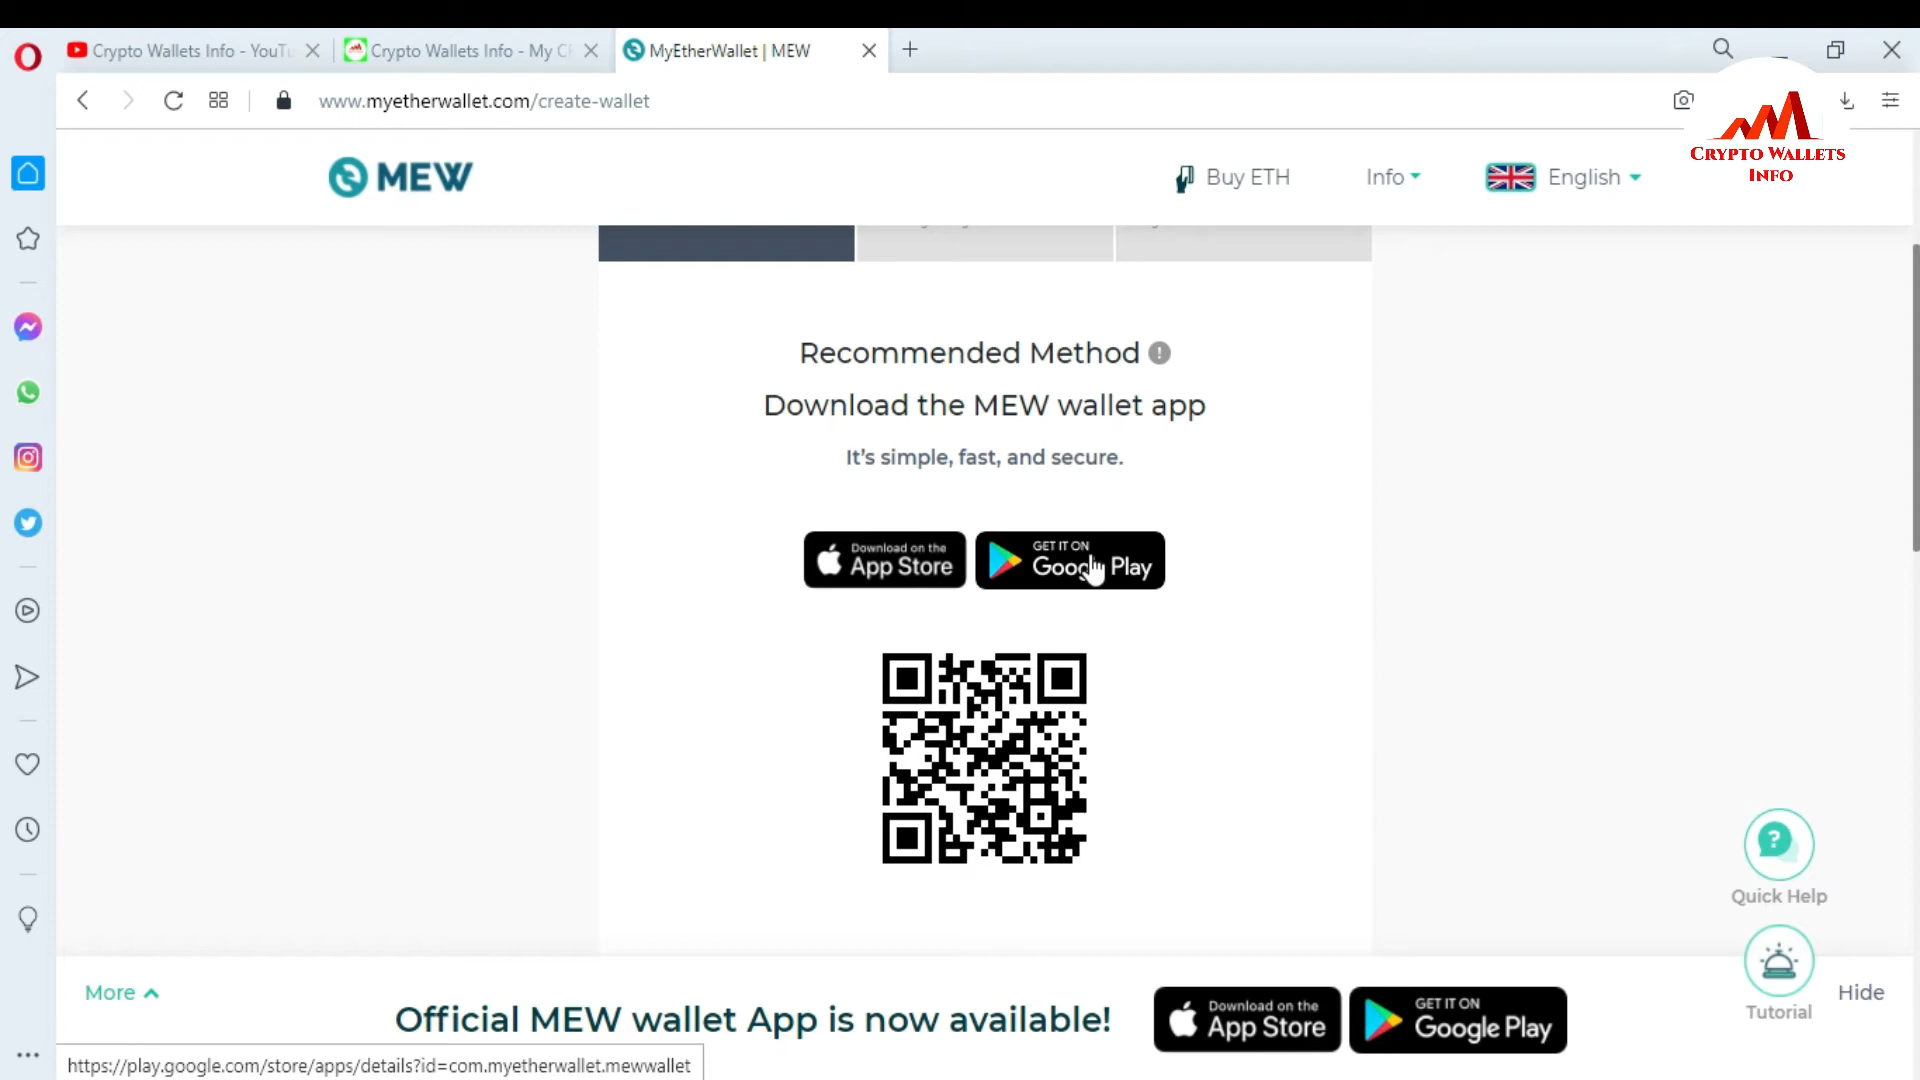 Crypto Wallets Info - YouTu
Crypto Wallets Info - My C
MyEtherWallet | MEW
www.myetherwallet.com/create-wallet
CRYPTO WALLETS
INFO
MEW
Buy ETH
Info
English
Recommended Method
Download the MEW wallet app
It's simple, fast, and secure.
Download on the
App Store
GET IT ON
Google Play
Quick Help
Tutorial
Hide
More
Official MEW wallet App is now available!
Download on the
App Store
GET IT ON
Google Play
https://play.google.com/store/apps/details?id=com.myetherwallet.mewwallet